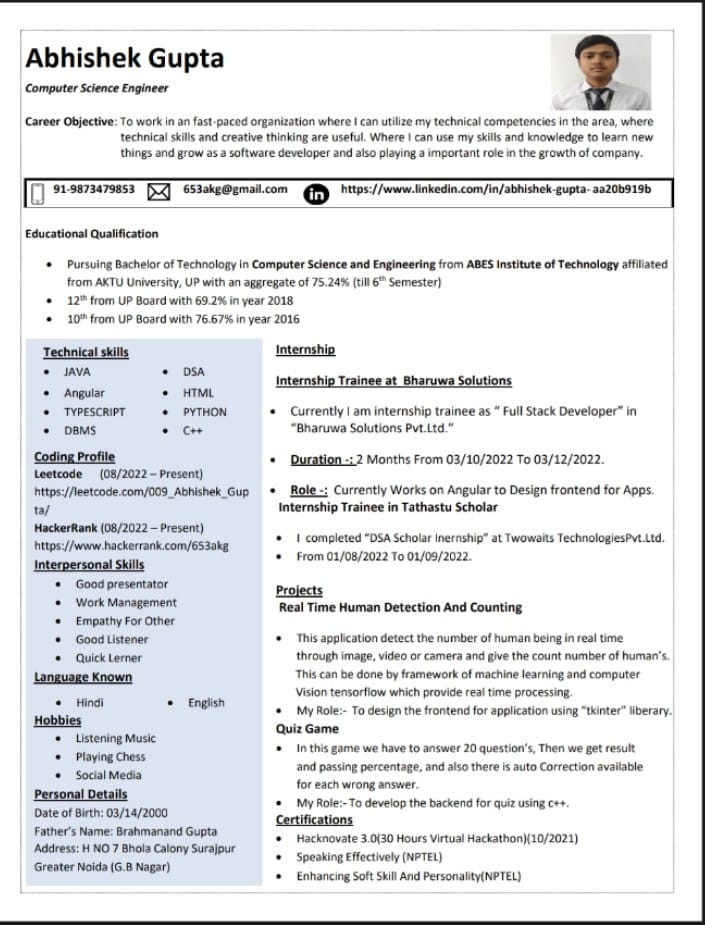 Abhishek Gupta
Computer Science Engineer
Career Objective: To work in an fast-paced organization where I can utilize my technical competencies in the area, where
technical skills and creative thinking are useful. Where I can use my skills and knowledge to learn new
things and grow as a software developer and also playing a important role in the growth of company.
91-9873479853 653akg@gmail.com in https://www.linkedin.com/in/abhishek-gupta- aa20b919b
Educational Qualification
• Pursuing Bachelor of Technology in Computer Science and Engineering from ABES Institute of Technology affiliated
from AKTU University, UP with an aggregate of 75.24% (till 6th Semester)
• 12th from UP Board with 69.2% in year 2018
• 10th from UP Board with 76.67% in year 2016
Technical skills
• JAVA • DSA
• Angular • HTML
• TYPESCRIPT • PYTHON
• DBMS • C++
Coding Profile
Leetcode (08/2022 – Present)
https://leetcode.com/009_Abhishek_Gup
ta/
HackerRank (08/2022 – Present)
https://www.hackerrank.com/653akg
Interpersonal Skills
• Good presentator
• Work Management
• Empathy For Other
• Good Listener
• Quick Lerner
Language Known
• Hindi • English
Hobbies
• Listening Music
• Playing Chess
• Social Media
Personal Details
Date of Birth: 03/14/2000
Father's Name: Brahmanand Gupta
Address: H NO 7 Bhola Calony Surajpur
Greater Noida (G.B Nagar)
Internship
Internship Trainee at Bharuwa Solutions
• Currently I am internship trainee as " Full Stack Developer" in
"Bharuwa Solutions Pvt.Ltd."
• Duration -: 2 Months From 03/10/2022 To 03/12/2022.
• Role -: Currently Works on Angular to Design frontend for Apps.
Internship Trainee in Tathastu Scholar
• I completed "DSA Scholar Inernship" at Twowaits TechnologiesPvt.Ltd.
• From 01/08/2022 To 01/09/2022.
Projects
Real Time Human Detection And Counting
• This application detect the number of human being in real time
through image, video or camera and give the count number of human's.
This can be done by framework of machine learning and computer
Vision tensorflow which provide real time processing.
• My Role:- To design the frontend for application using "tkinter" liberary.
Quiz Game
• In this game we have to answer 20 question's, Then we get result
and passing percentage, and also there is auto Correction available
for each wrong answer.
• My Role:- To develop the backend for quiz using c++.
Certifications
• Hacknovate 3.0(30 Hours Virtual Hackathon)(10/2021)
• Speaking Effectively (NPTEL)
• Enhancing Soft Skill And Personality(NPTEL)